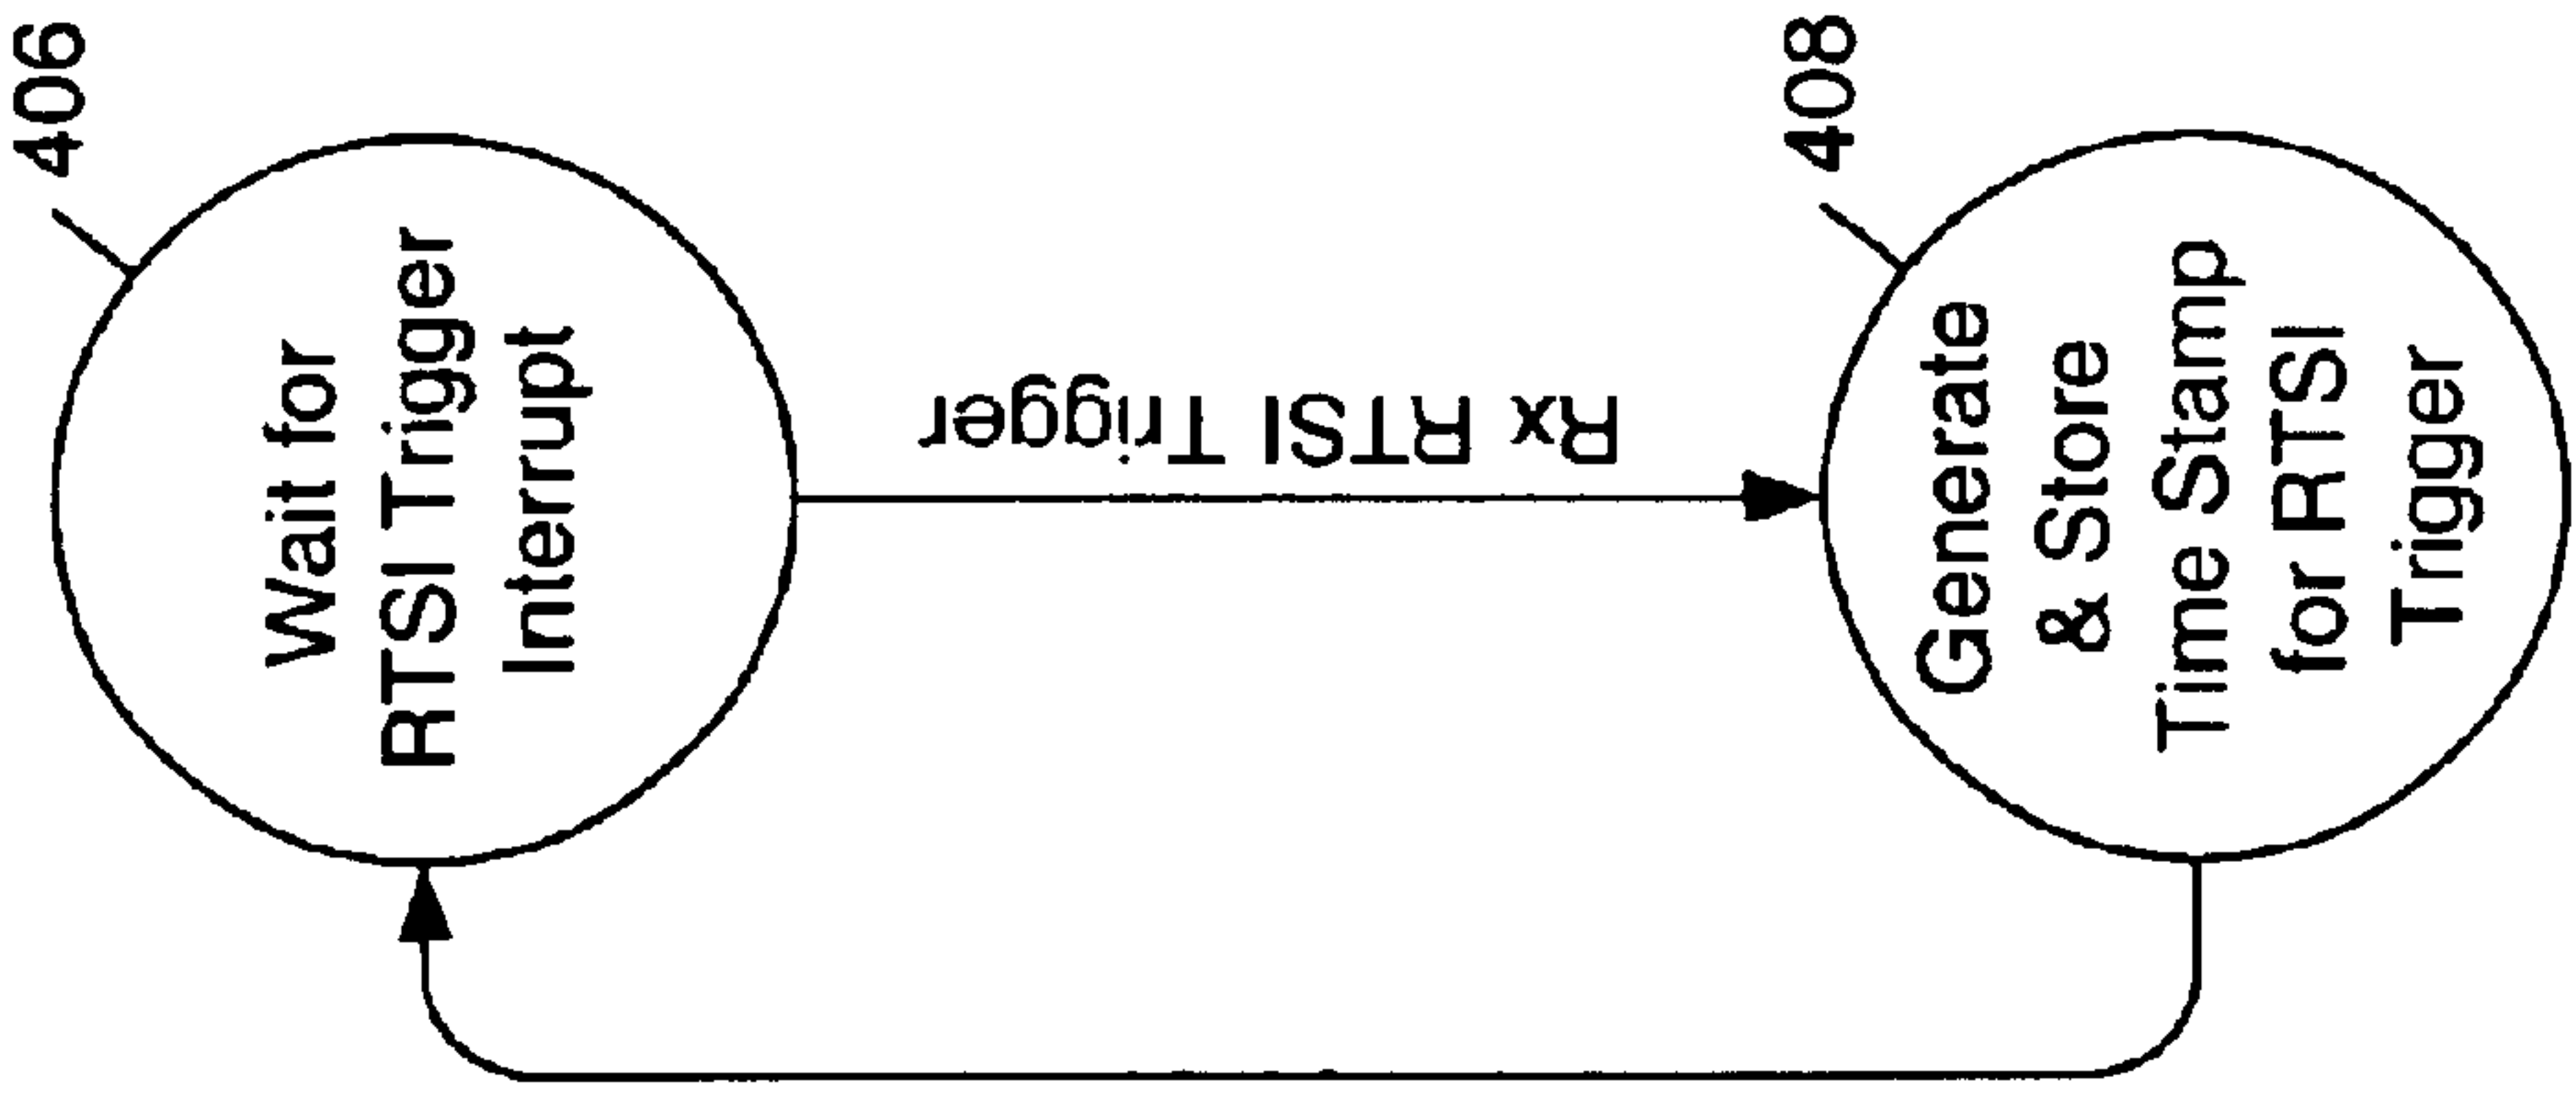 406
Wait for
RTSI Trigger
Interrupt
Rx RTSI Trigger
408
Generate
& Store
Time Stamp
for RTSI
Trigger